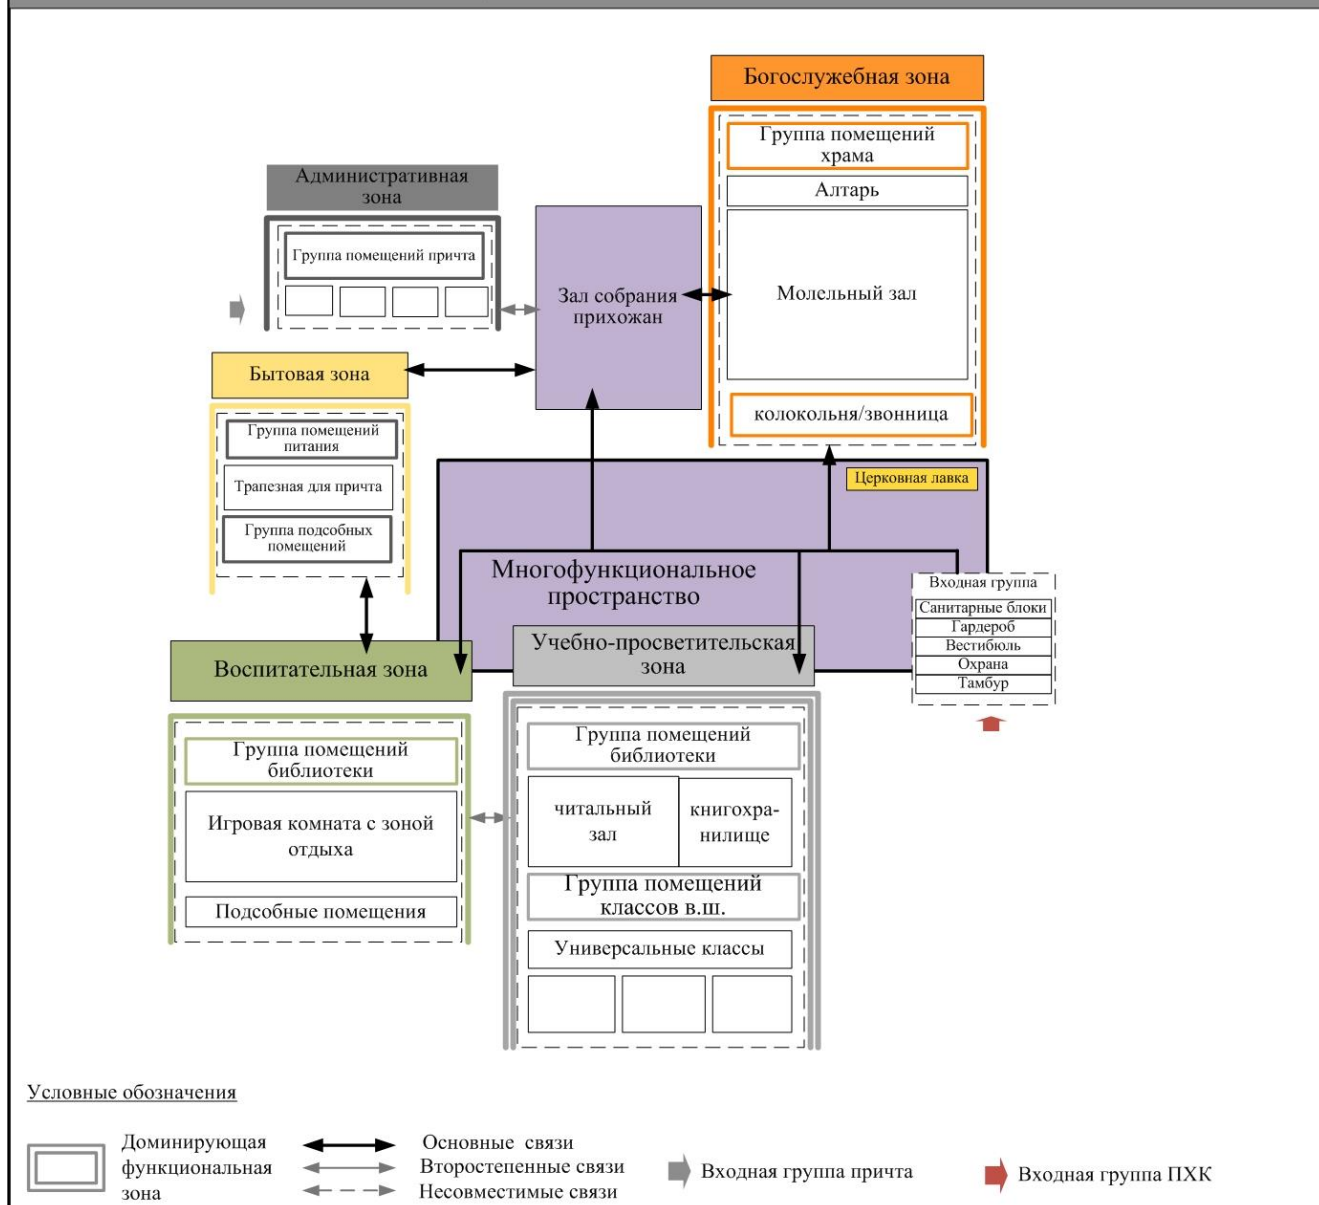 Богослужебная зона
Группа помещений
храма
Алтарь
Молельный зал
колокольня/звонница
Административная
зона
Группа помещений причта
Зал собрания
прихожан
Бытовая зона
Группа помещений
питания
Трапезная для причта
Группа подсобных
помещений
Церковная лавка
Многофункциональное
пространство
Входная группа
Санитарные блоки
Гардероб
Вестибюль
Охрана
Тамбур
Воспитательная зона
Группа помещений
библиотеки
Игровая комната с зоной
отдыха
Подсобные помещения
Учебно-просветительская
зона
Группа помещений
библиотеки
читальный
зал
книгохра-
нилище
Группа помещений
классов в.ш.
Универсальные классы
Условные обозначения
Доминирующая
функциональная
зона
Основные связи
Второстепенные связи
Несовместимые связи
Входная группа причта
Входная группа ПХК